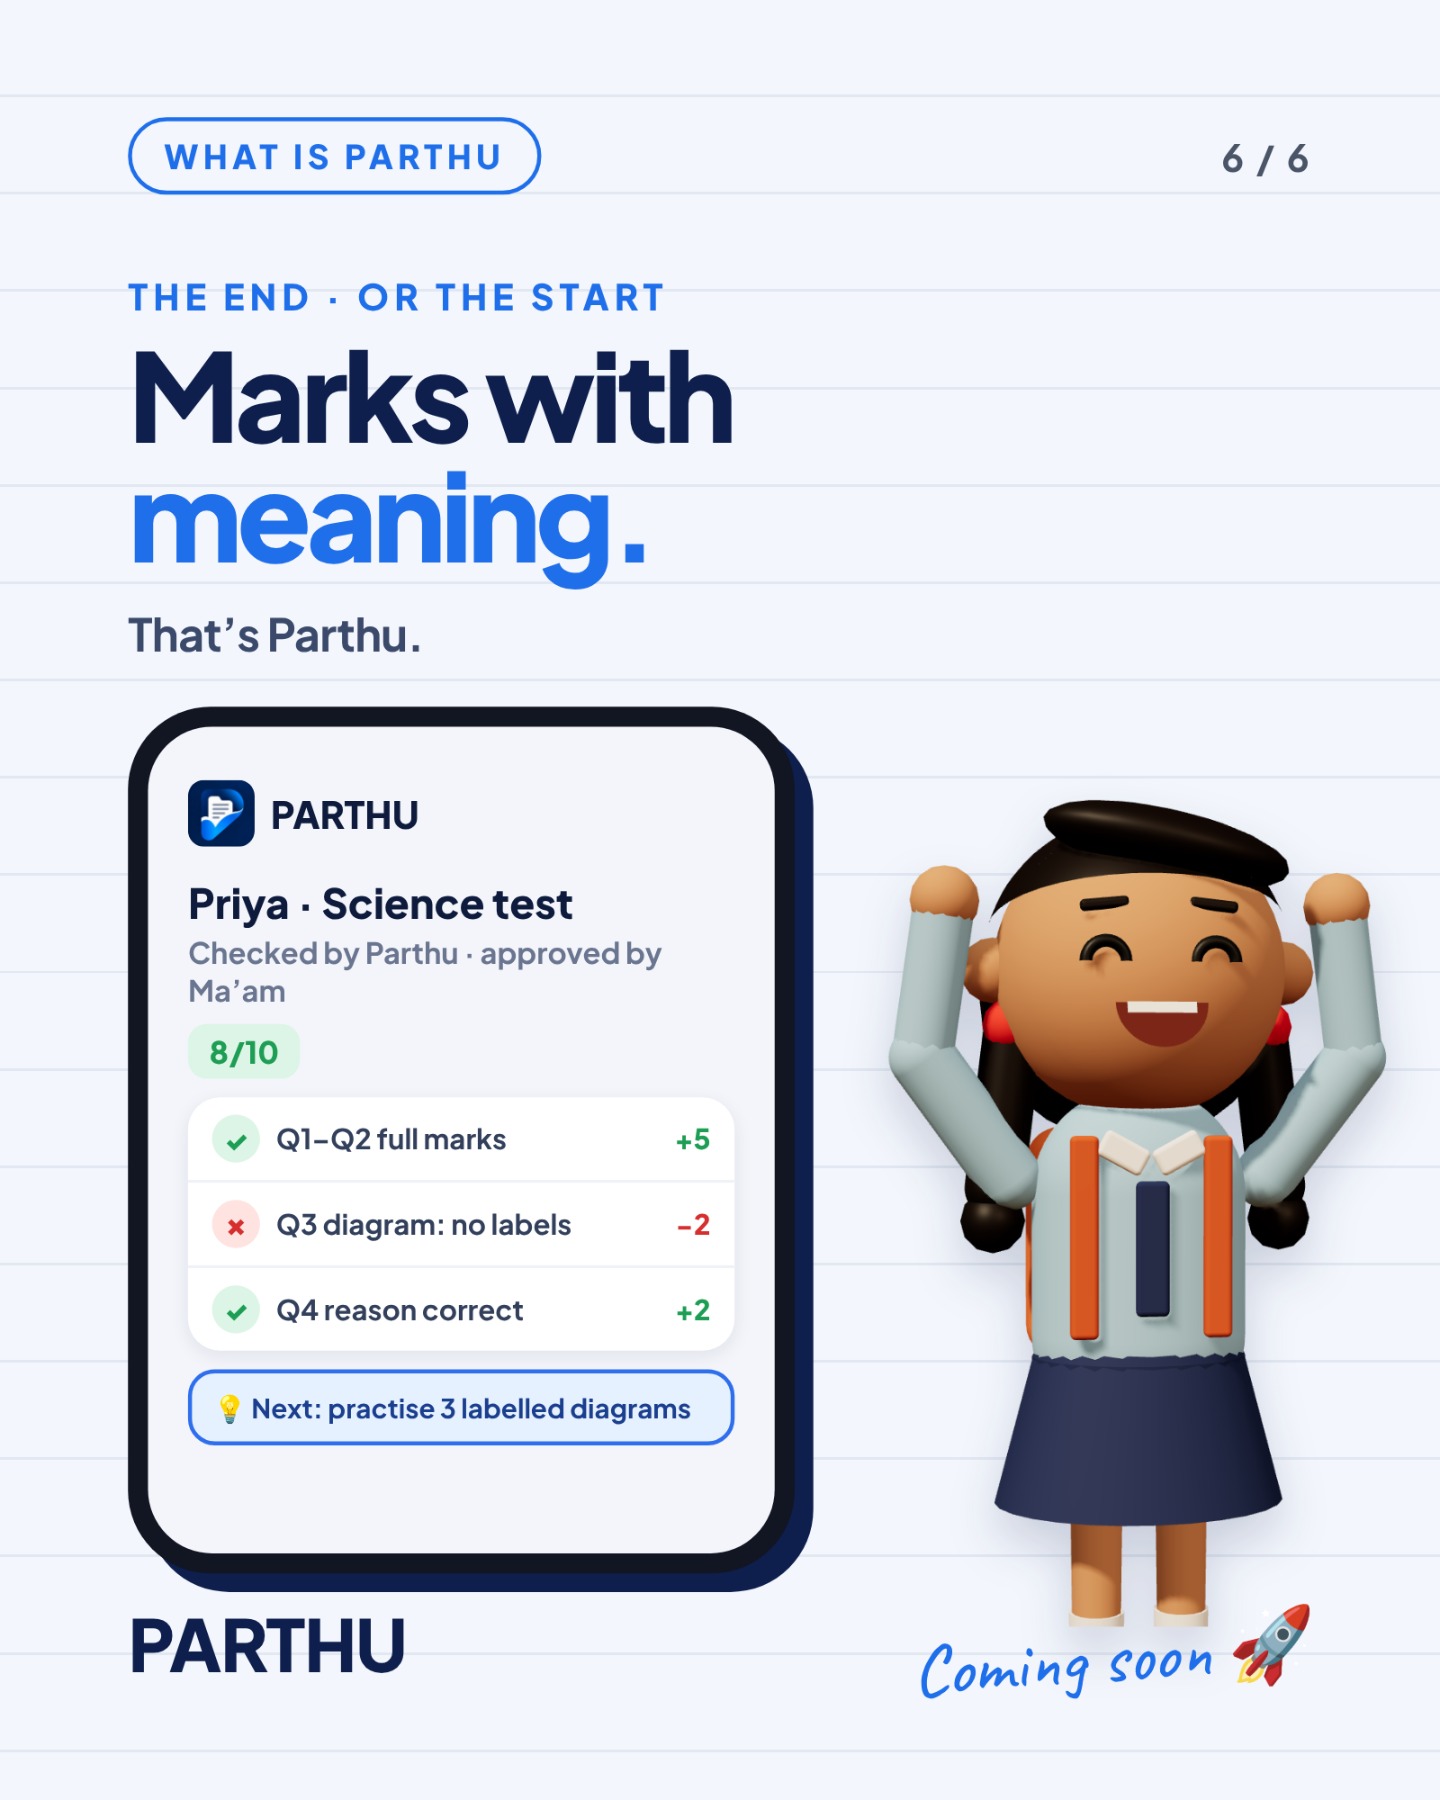 WHAT IS PARTHU
6 / 6
THE END · OR THE START
Marks with
meaning.
That’s Parthu.
PARTHU
Priya · Science test
Checked by Parthu · approved by
Ma’am
8/10
Q1–Q2 full marks +5
Q3 diagram: no labels −2
Q4 reason correct +2
💡 Next: practise 3 labelled diagrams
PARTHU
Coming soon 🚀